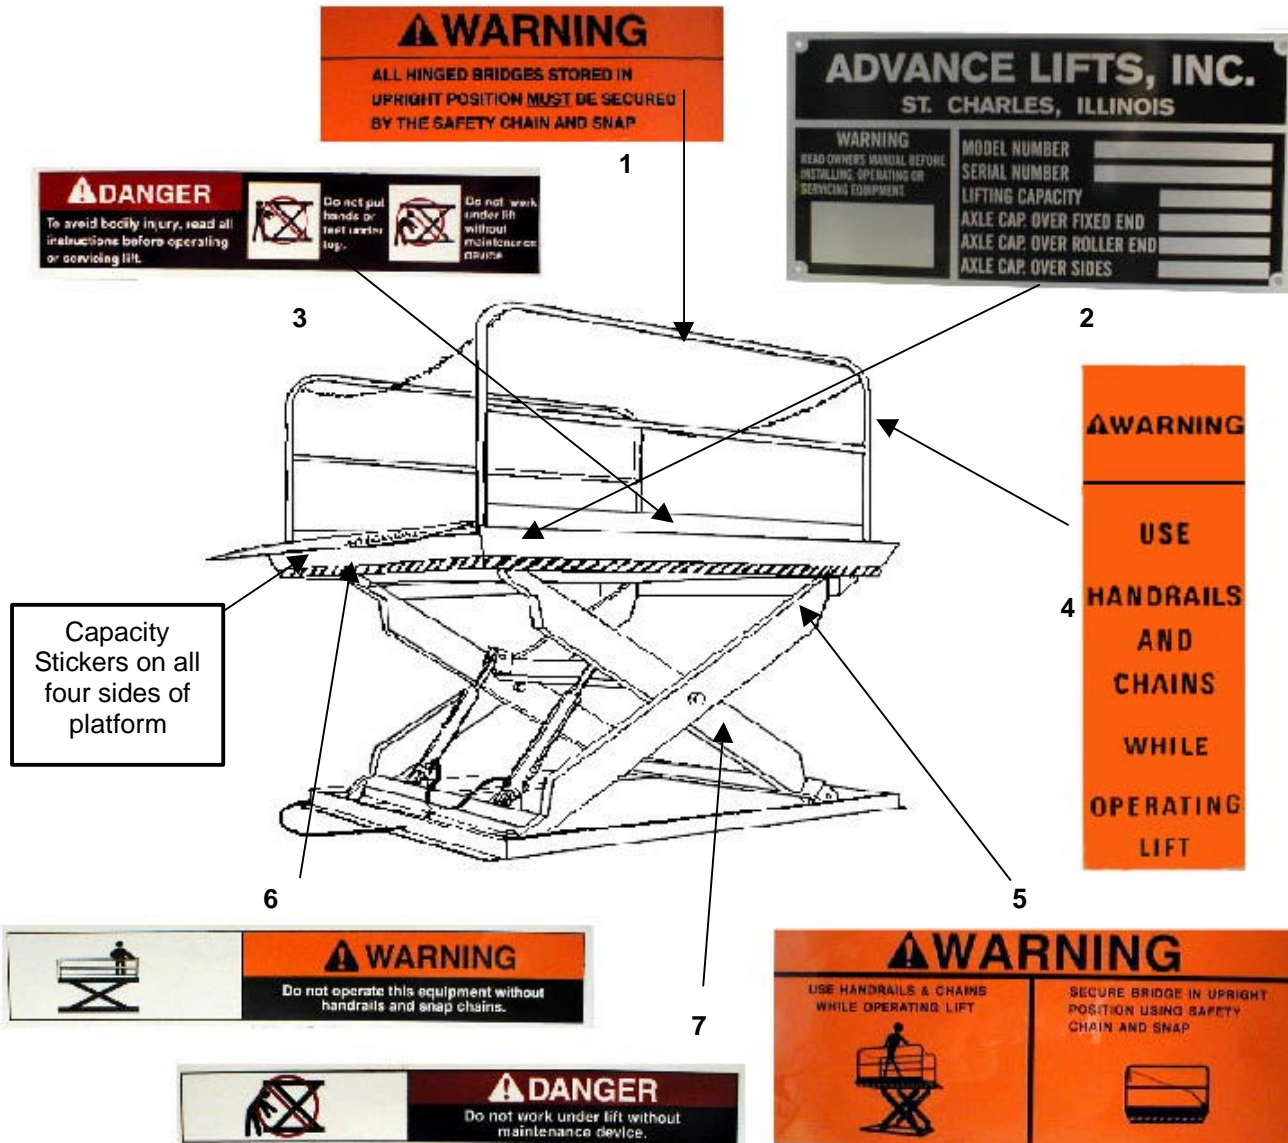 WARNING
ALL HINGED BRIDGES STORED IN
UPRIGHT POSITION MUST BE SECURED
BY THE SAFETY CHAIN AND SNAP
1
ADVANCE LIFTS, INC.
ST. CHARLES, ILLINOIS
WARNING
READ OWNERS MANUAL BEFORE
INSTALLING, OPERATING OR
SERVICING EQUIPMENT.
MODEL NUMBER
SERIAL NUMBER
LIFTING CAPACITY
AXLE CAP. OVER FIXED END
AXLE CAP. OVER ROLLER END
AXLE CAP. OVER SIDES
2
DANGER
To avoid bodily injury, read all
instructions before operating
or servicing lift.
Do not put
hands or
feet under
top.
Do not work
under lift
without
maintenance
device
3
WARNING
USE
HANDRAILS
AND
CHAINS
WHILE
OPERATING
LIFT
4
Capacity
Stickers on all
four sides of
platform
6
WARNING
Do not operate this equipment without
handrails and snap chains.
5
WARNING
USE HANDRAILS & CHAINS
WHILE OPERATING LIFT
SECURE BRIDGE IN UPRIGHT
POSITION USING SAFETY
CHAIN AND SNAP
7
DANGER
Do not work under lift without
maintenance device.